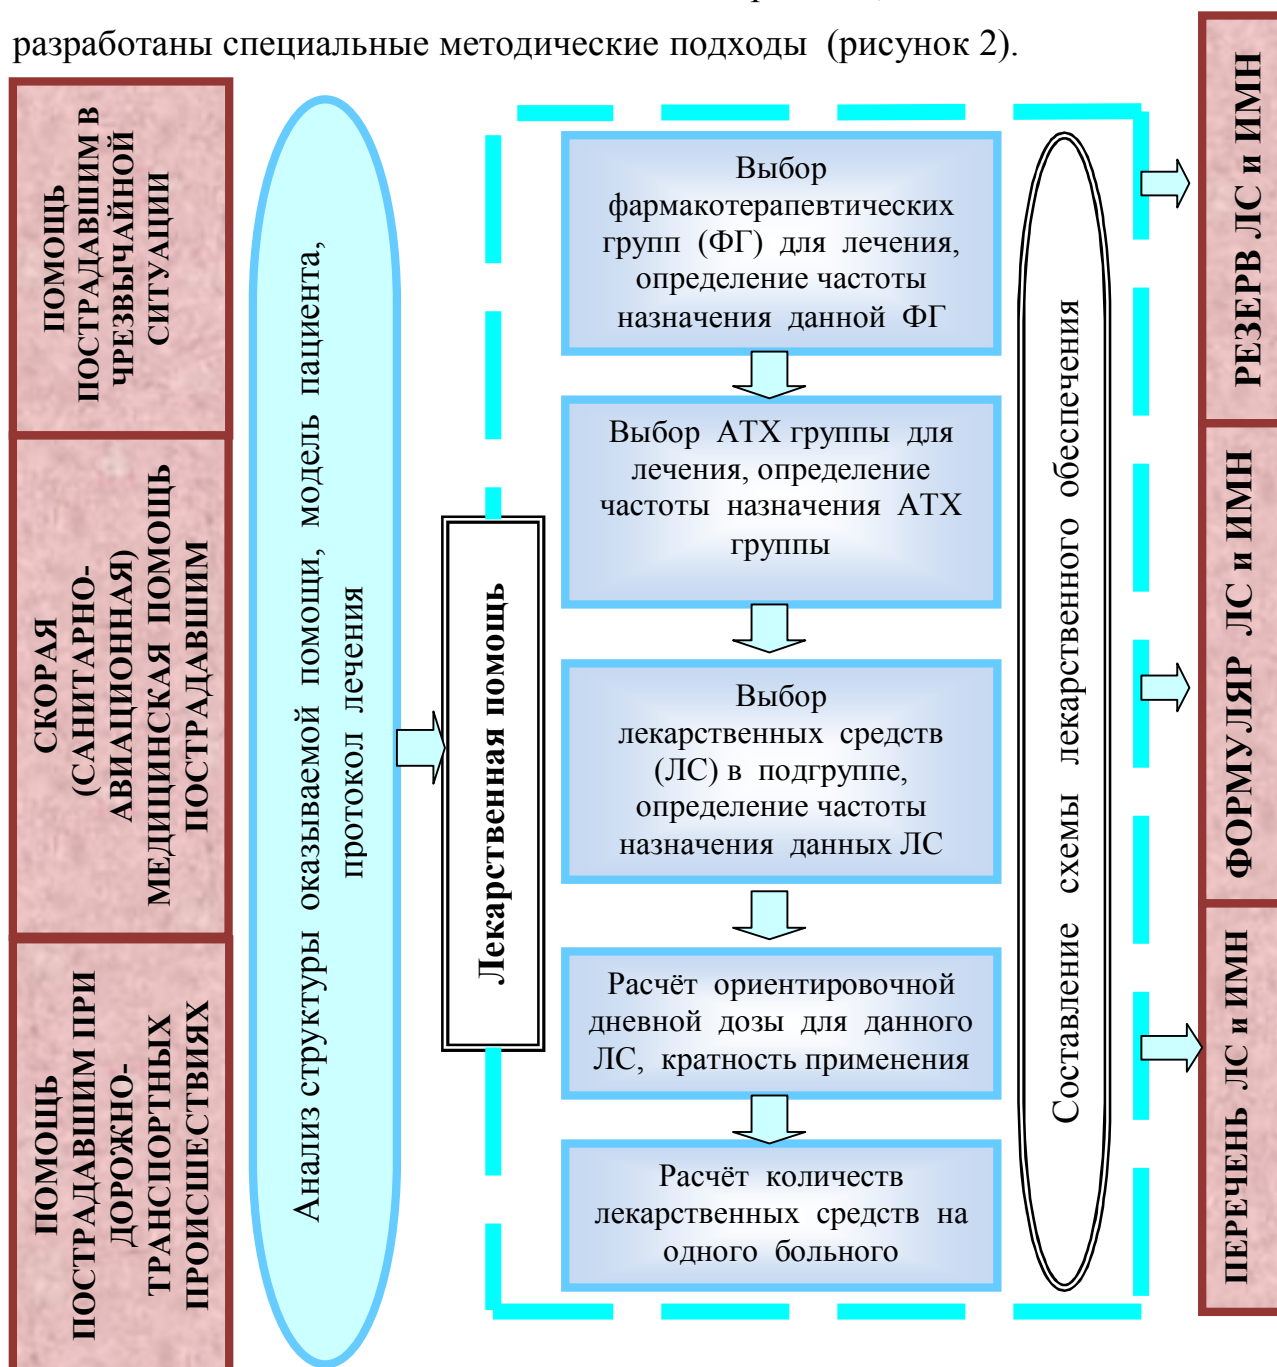 разработаны специальные методические подходы (рисунок 2).
ПОМОЩЬ
ПОСТРАДАВШИМ В
ЧРЕЗВЫЧАЙНОЙ
СИТУАЦИИ
СКОРАЯ
(САНИТАРНО-
АВИАЦИОННАЯ)
МЕДИЦИНСКАЯ ПОМОЩЬ
ПОСТРАДАВШИМ
ПОМОЩЬ
ПОСТРАДАВШИМ ПРИ
ДОРОЖНО-
ТРАНСПОРТНЫХ
ПРОИСШЕСТВИЯХ
Анализ структуры оказываемой помощи, модель пациента,
протокол лечения
Лекарственная помощь
Выбор
фармакотерапевтических
групп (ФГ) для лечения,
определение частоты
назначения данной ФГ
Выбор АТХ группы для
лечения, определение
частоты назначения АТХ
группы
Выбор
лекарственных средств
(ЛС) в подгруппе,
определение частоты
назначения данных ЛС
Расчёт ориентировочной
дневной дозы для данного
ЛС, кратность применения
Расчёт количеств
лекарственных средств на
одного больного
Составление схемы лекарственного обеспечения
РЕЗЕРВ ЛС и ИМН
ФОРМУЛЯР ЛС и ИМН
ПЕРЕЧЕНЬ ЛС и ИМН